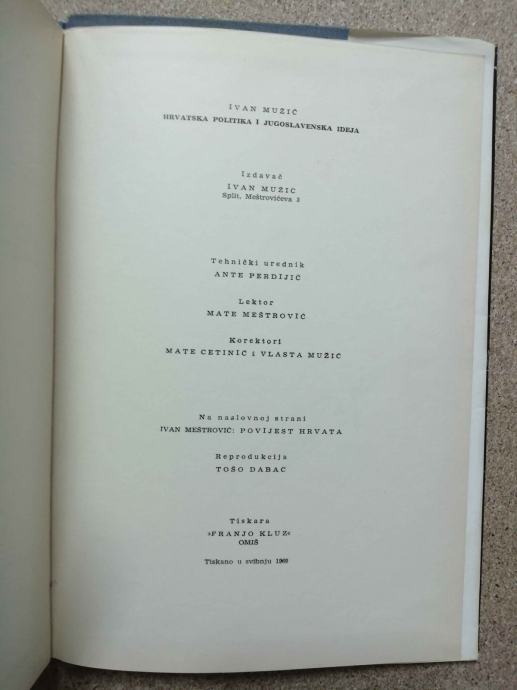 IVAN MUŽIĆ
HRVATSKA POLITIKA I JUGOSLAVENSKA IDEJA
Izdavač
IVAN MUŽIĆ
Split, Meštrovićeva 3
Tehnički urednik
ANTE PERDIJIĆ
Lektor
MATE MEŠTROVIĆ
Korektori
MATE CETINIĆ i VLASTA MUŽIĆ
Na naslovnoj strani
IVAN MEŠTROVIĆ: POVIJEST HRVATA
Reprodukcija
TOŠO DABAC
Tiskara
»FRANJO KLUZ«
OMIŠ
Tiskano u svibnju 1969